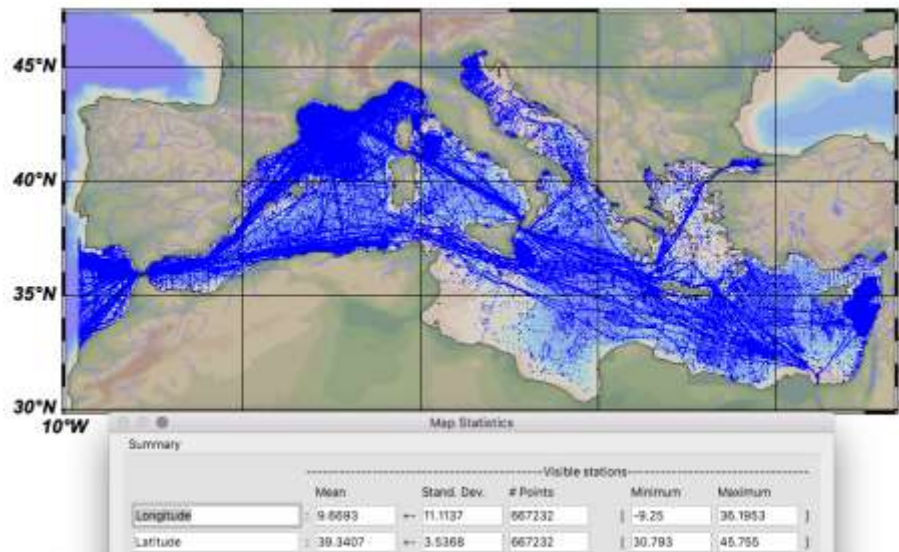 45°N
40°N
35°N
30°N
10°W
Map Statistics
Summary
Visible stations
Mean Stand. Dev. # Points Minimum Maximum
Longitude : 9.6693 +- 11.1137 667232 [ -9.25 36.1953 ]
Latitude : 39.3407 +- 3.5368 667232 [ 30.793 45.755 ]